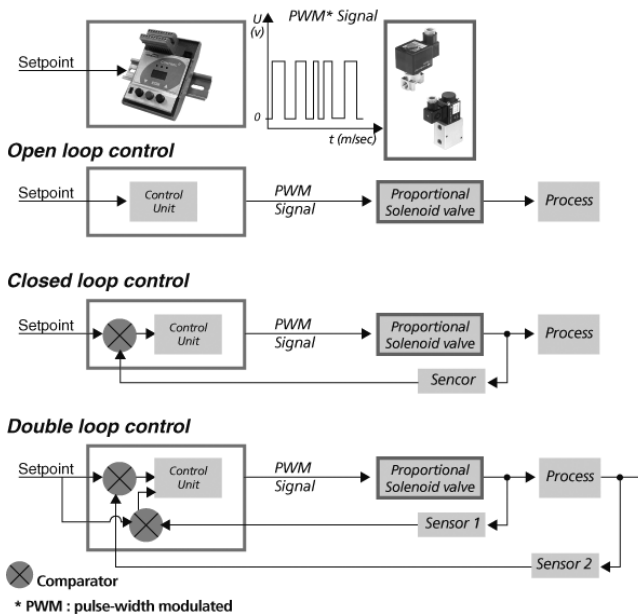 U
(v)
PWM* Signal
Setpoint
0
t (m/sec)
Open loop control
Setpoint
Control
Unit
PWM
Signal
Proportional
Solenoid valve
Process
Closed loop control
Setpoint
Control
Unit
PWM
Signal
Proportional
Solenoid valve
Process
Sencor
Double loop control
Setpoint
Control
Unit
PWM
Signal
Proportional
Solenoid valve
Process
Sensor 1
Sensor 2
Comparator
* PWM : pulse-width modulated